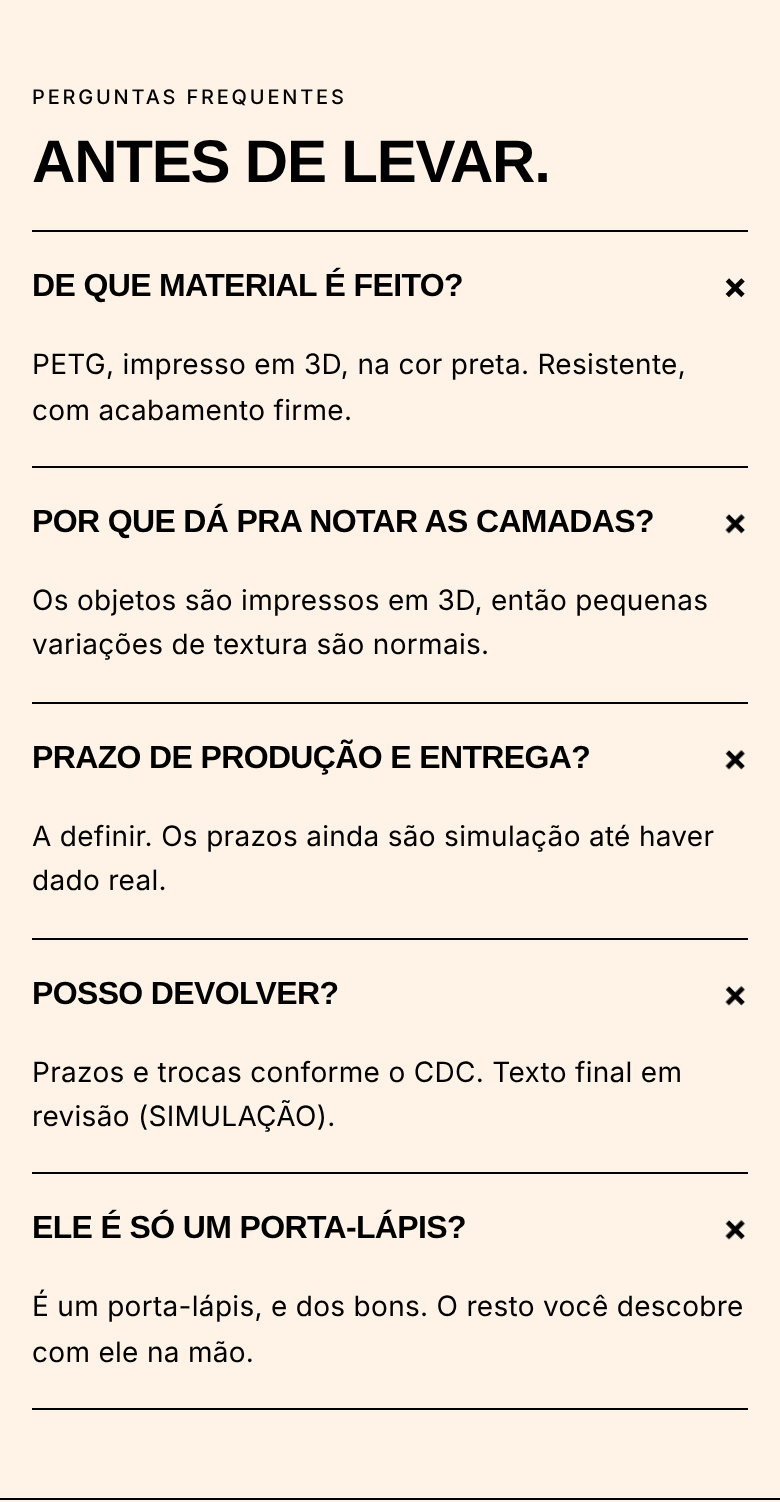 PERGUNTAS FREQUENTES
ANTES DE LEVAR.
DE QUE MATERIAL É FEITO?
PETG, impresso em 3D, na cor preta. Resistente,
com acabamento firme.
POR QUE DÁ PRA NOTAR AS CAMADAS?
Os objetos são impressos em 3D, então pequenas
variações de textura são normais.
PRAZO DE PRODUÇÃO E ENTREGA?
A definir. Os prazos ainda são simulação até haver
dado real.
POSSO DEVOLVER?
Prazos e trocas conforme o CDC. Texto final em
revisão (SIMULAÇÃO).
ELE É SÓ UM PORTA-LÁPIS?
É um porta-lápis, e dos bons. O resto você descobre
com ele na mão.